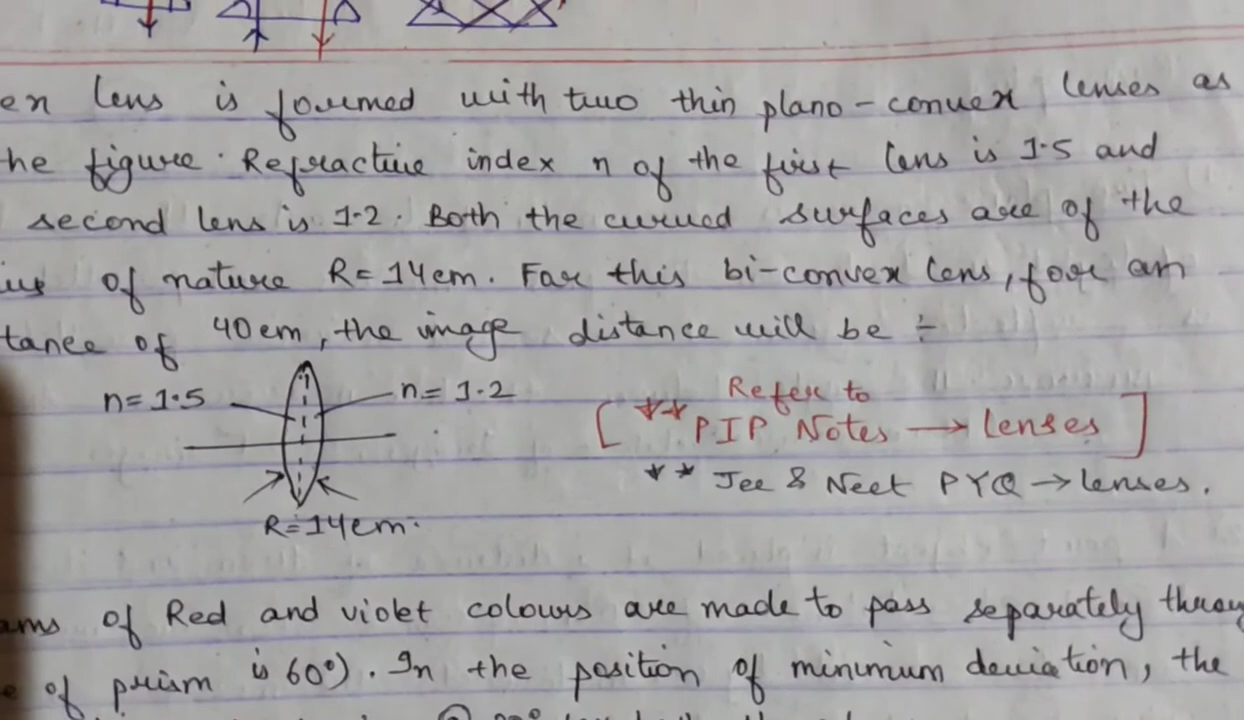 en lens is formed with two thin plano-convex lenses as
he figure. Refractive index n of the first lens is 1.5 and
second lens is 1.2. Both the curved surfaces are of the
ius of nature R=14cm. For this bi-convex lens, for an
tance of 40cm, the image distance will be :-
n=1.5
n=1.2
R=14cm.
Refer to
[ ** PIP Notes → lenses ]
** Jee & Neet PYQ → lenses.
ams of Red and violet colours are made to pass separately throu
e of prism is 60°). In the position of minimum deviation, the